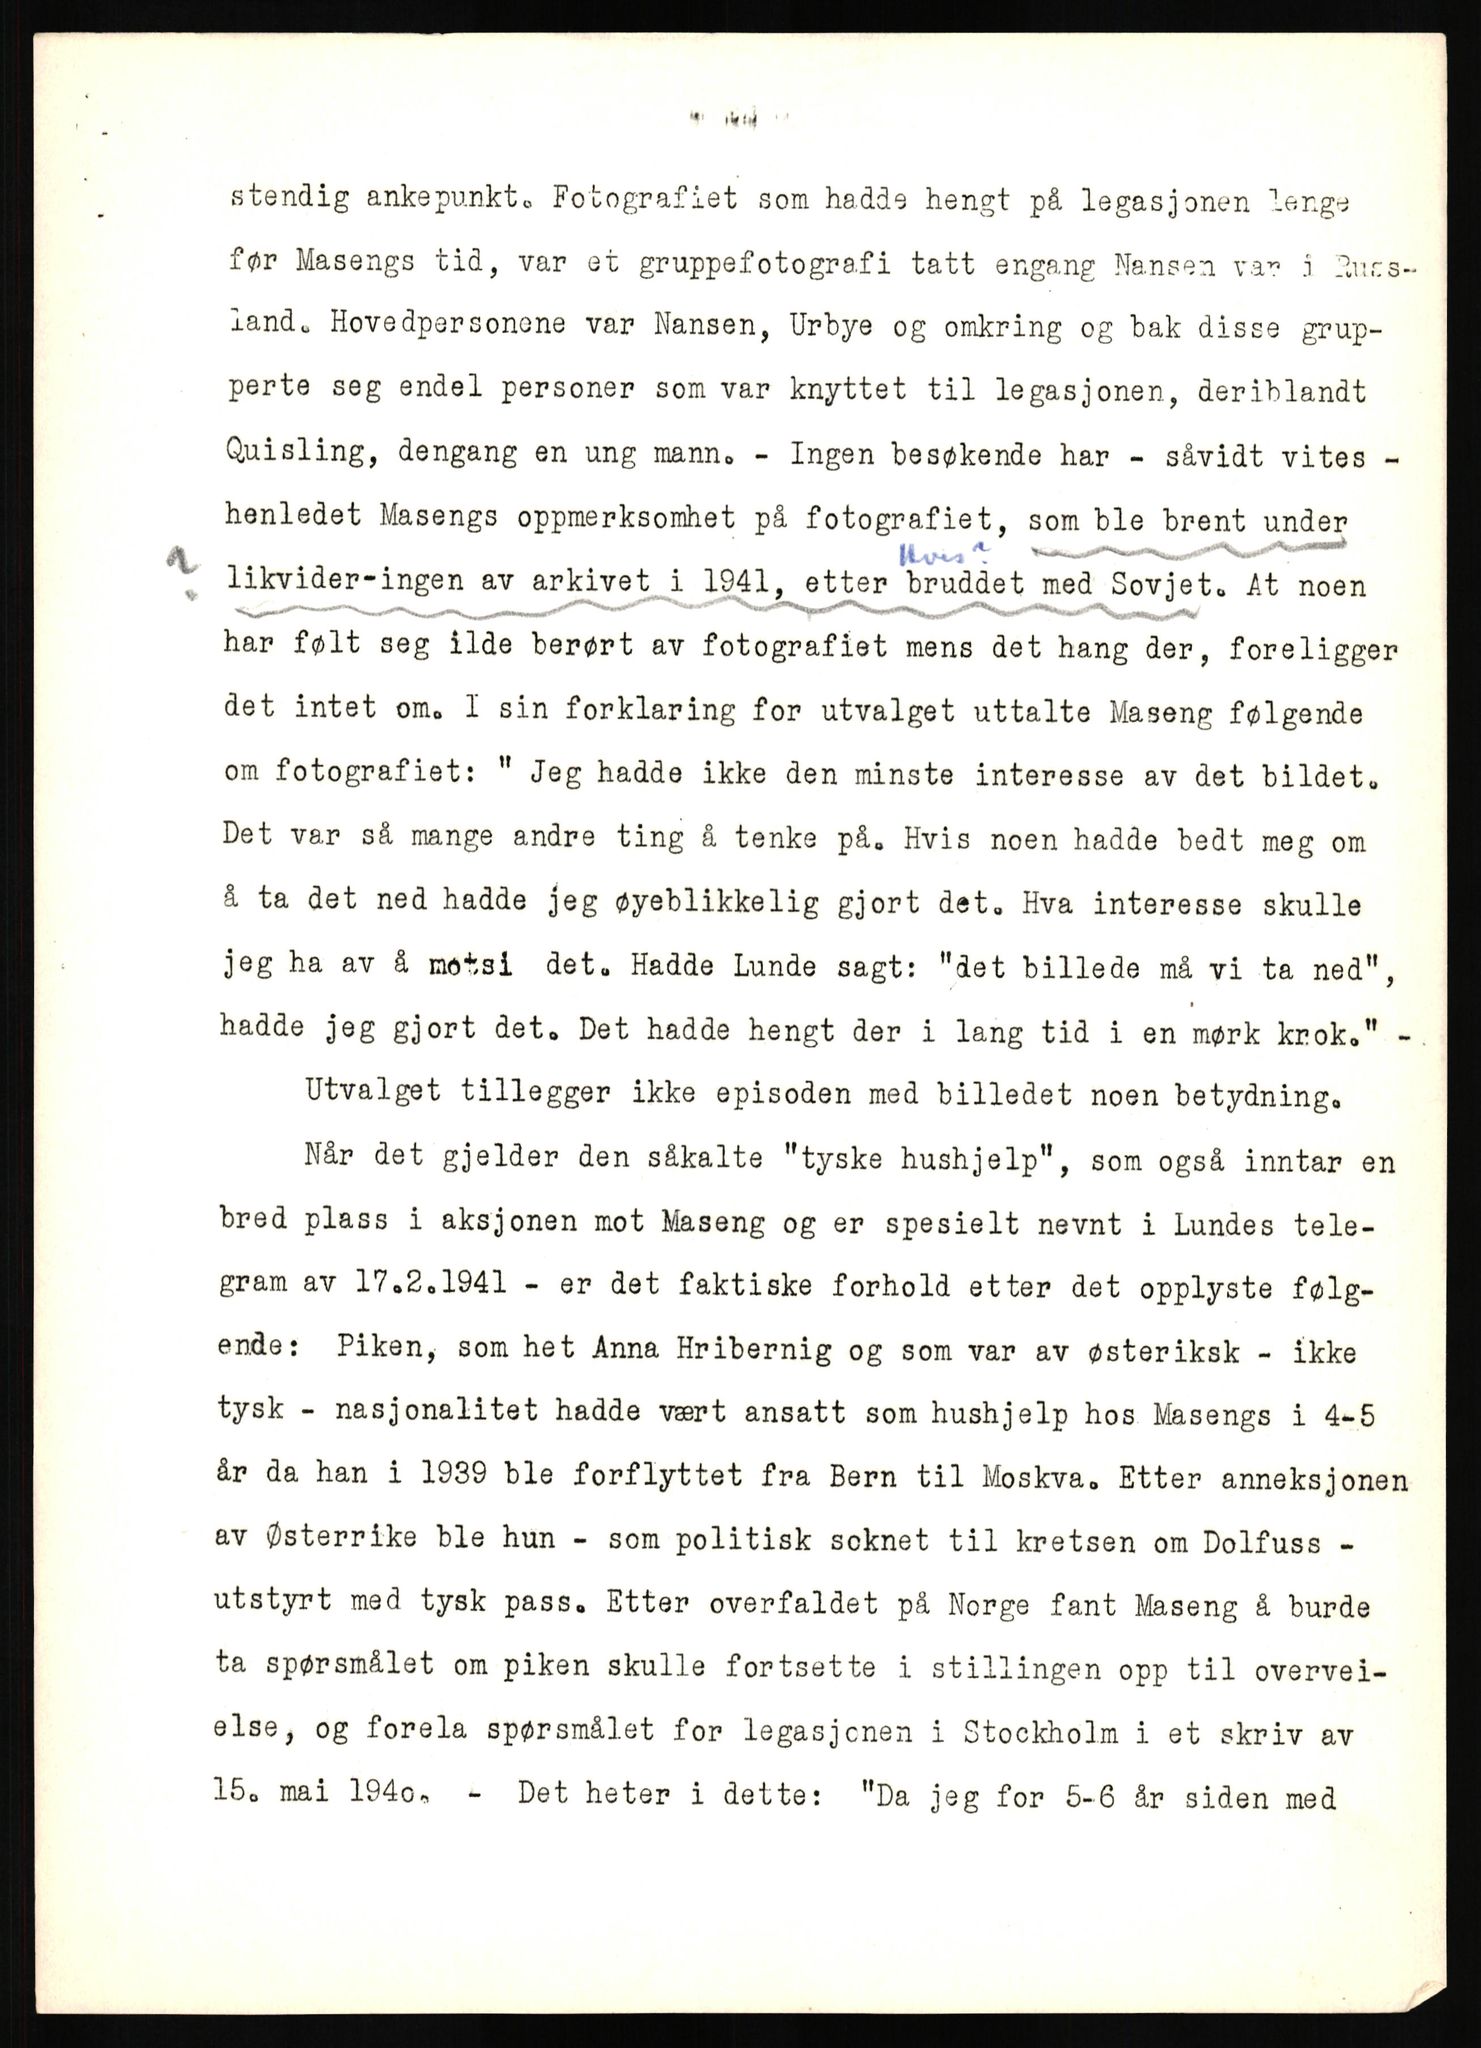 stendig ankepunkt. Fotografiet som hadde hengt på legasjonen lenge
før Masengs tid, var et gruppefotografi tatt engang Nansen var i Russ-
land. Hovedpersonene var Nansen, Urbye og omkring og bak disse grup-
perte seg endel personer som var knyttet til legasjonen, deriblandt
Quisling, dengang en ung mann. - Ingen besøkende har - såvidt vites -
henledet Masengs oppmerksomhet på fotografiet, som ble brent under
Hvis?
? likvider-ingen av arkivet i 1941, etter bruddet med Sovjet. At noen
har følt seg ilde berørt av fotografiet mens det hang der, foreligger
det intet om. I sin forklaring for utvalget uttalte Maseng følgende
om fotografiet: " Jeg hadde ikke den minste interesse av det bildet.
Det var så mange andre ting å tenke på. Hvis noen hadde bedt meg om
å ta det ned hadde jeg øyeblikkelig gjort det. Hva interesse skulle
jeg ha av å motsi det. Hadde Lunde sagt: "det billede må vi ta ned",
hadde jeg gjort det. Det hadde hengt der i lang tid i en mørk krok." -
Utvalget tillegger ikke episoden med billedet noen betydning.
Når det gjelder den såkalte "tyske hushjelp", som også inntar en
bred plass i aksjonen mot Maseng og er spesielt nevnt i Lundes tele-
gram av 17.2.1941 - er det faktiske forhold etter det opplyste følg-
ende: Piken, som het Anna Hribernig og som var av østeriksk - ikke
tysk - nasjonalitet hadde vært ansatt som hushjelp hos Masengs i 4-5
år da han i 1939 ble forflyttet fra Bern til Moskva. Etter anneksjonen
av Østerrike ble hun - som politisk soknet til kretsen om Dolfuss -
utstyrt med tysk pass. Etter overfaldet på Norge fant Maseng å burde
ta spørsmålet om piken skulle fortsette i stillingen opp til overvei-
else, og forela spørsmålet for legasjonen i Stockholm i et skriv av
15. mai 194o. - Det heter i dette: "Da jeg for 5-6 år siden med